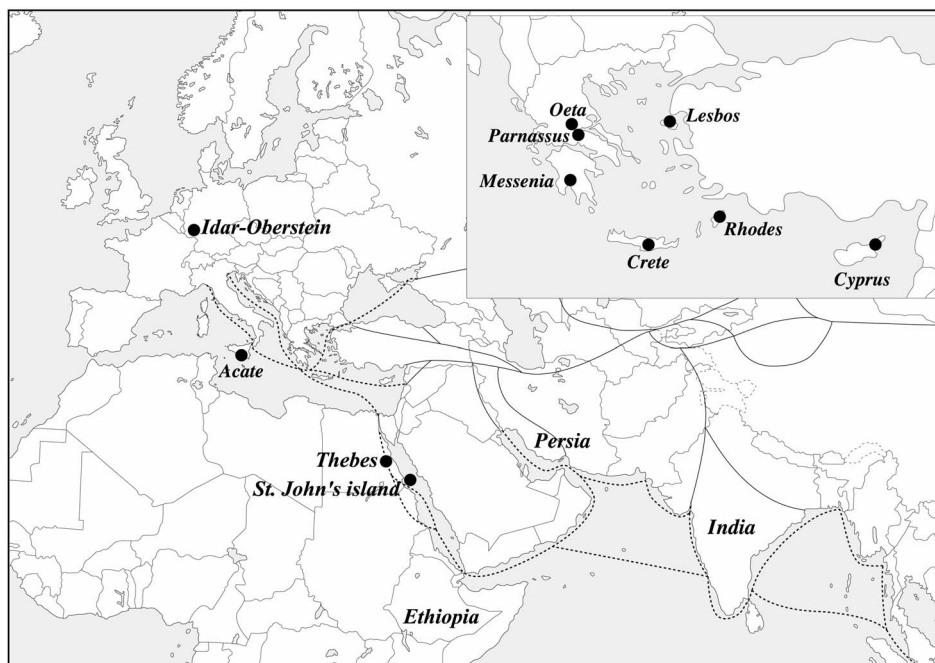 Oeta
Lesbos
Parnassus
Messenia
Rhodes
Crete
Cyprus
Idar-Oberstein
Acate
Thebes
Persia
St. John's island
India
Ethiopia